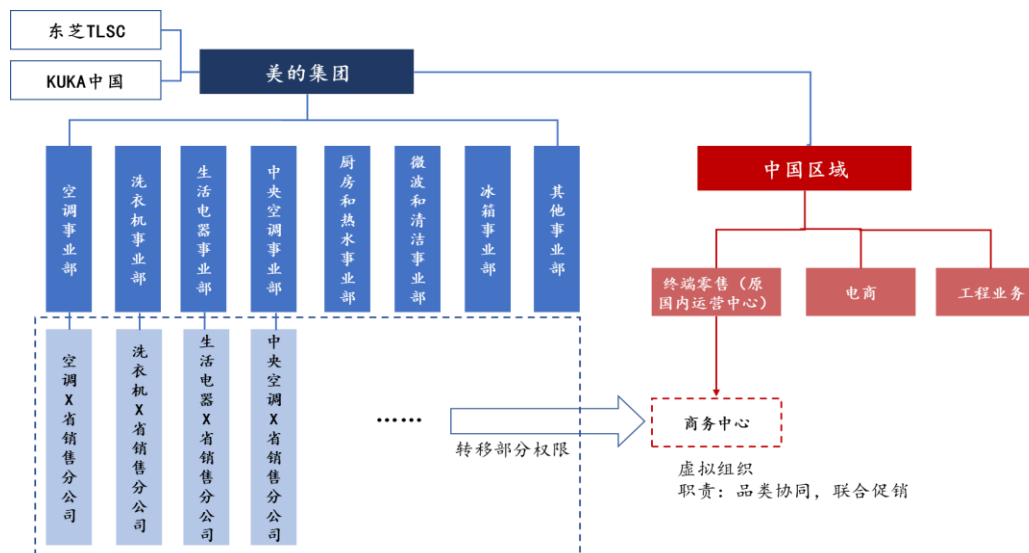 东芝TLSC
KUKA中国
美的集团
空调事业部
洗衣机事业部
生活电器事业部
中央空调事业部
厨房和热水事业部
微波和清洁事业部
冰箱事业部
其他事业部
中国区域
终端零售（原
国内运营中心）
电商
工程业务
空调X省销售分公司
洗衣机X省销售分公司
生活电器X省销售分公司
中央空调X省销售分公司
……
转移部分权限
商务中心
虚拟组织
职责：品类协同，联合促销